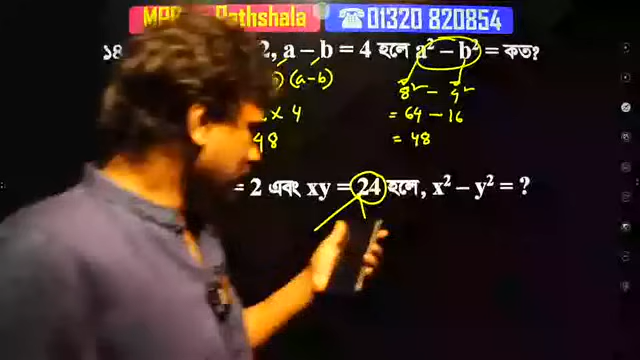 Pathshala ☎01320 820854
১৪ 2, a – b = 4 হলে a² – b² = কত?
) (a-b) 8² - 4²
× 4 = 64 - 16
48 = 48
= 2 এবং xy = 24 হলে, x² – y² = ?